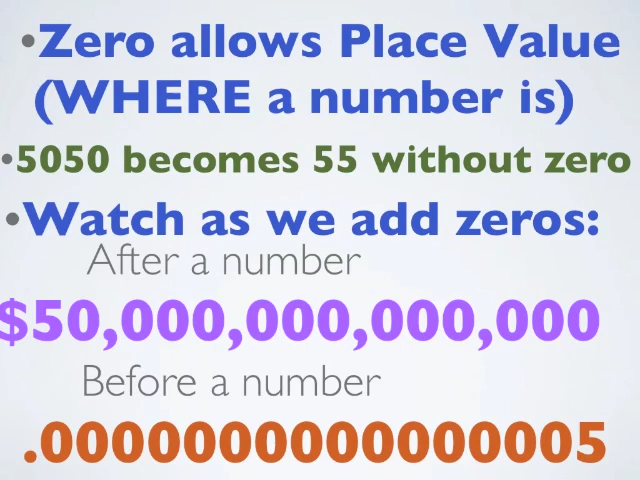 •Zero allows Place Value
(WHERE a number is)
•5050 becomes 55 without zero
•Watch as we add zeros:
After a number
$50,000,000,000,000
Before a number
.0000000000000005